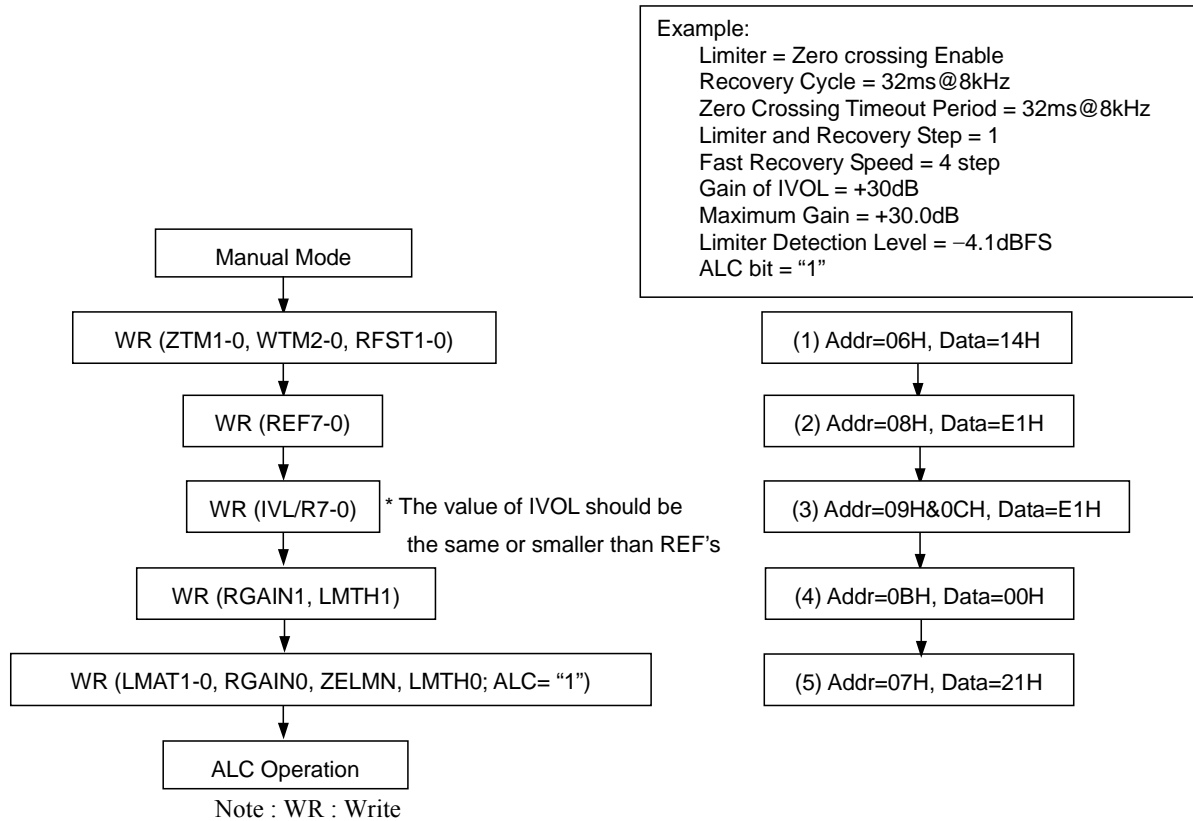 Example:
Limiter = Zero crossing Enable
Recovery Cycle = 32ms@8kHz
Zero Crossing Timeout Period = 32ms@8kHz
Limiter and Recovery Step = 1
Fast Recovery Speed = 4 step
Gain of IVOL = +30dB
Maximum Gain = +30.0dB
Limiter Detection Level = −4.1dBFS
ALC bit = “1”
Manual Mode
WR (ZTM1-0, WTM2-0, RFST1-0)
WR (REF7-0)
WR (IVL/R7-0)
* The value of IVOL should be
the same or smaller than REF’s
WR (RGAIN1, LMTH1)
WR (LMAT1-0, RGAIN0, ZELMN, LMTH0; ALC= “1”)
ALC Operation
Note : WR : Write
(1) Addr=06H, Data=14H
(2) Addr=08H, Data=E1H
(3) Addr=09H&0CH, Data=E1H
(4) Addr=0BH, Data=00H
(5) Addr=07H, Data=21H